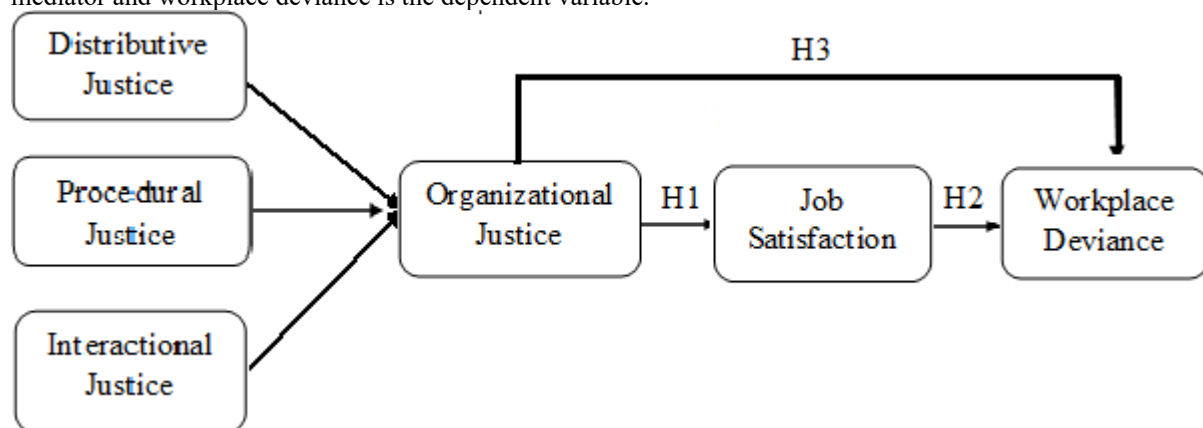 mediator and workplace deviance is the dependent variable.
Distributive
Justice
H3
Procedural
Justice
Organizational
Justice
H1
Job
Satisfaction
H2
Workplace
Deviance
Interactional
Justice